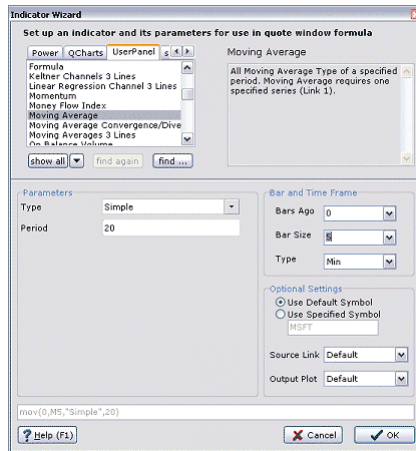 Indicator Wizard
Set up an indicator and its parameters for use in quote window formula
Power QCharts UserPanel s
Formula
Keltner Channels 3 Lines
Linear Regression Channel 3 Lines
Momentum
Money Flow Index
Moving Average
Moving Average Convergence/Dive
Moving Averages 3 Lines
On Balance Volume
show all find again find ...
Moving Average
All Moving Average Type of a specified
period. Moving Average requires one
specified series (Link 1).
Parameters
Type Simple
Period 20
Bar and Time Frame
Bars Ago 0
Bar Size 5
Type Min
Optional Settings
Use Default Symbol
Use Specified Symbol
MSFT
Source Link Default
Output Plot Default
mov(0,M5,"Simple",20)
? Help (F1) Cancel OK